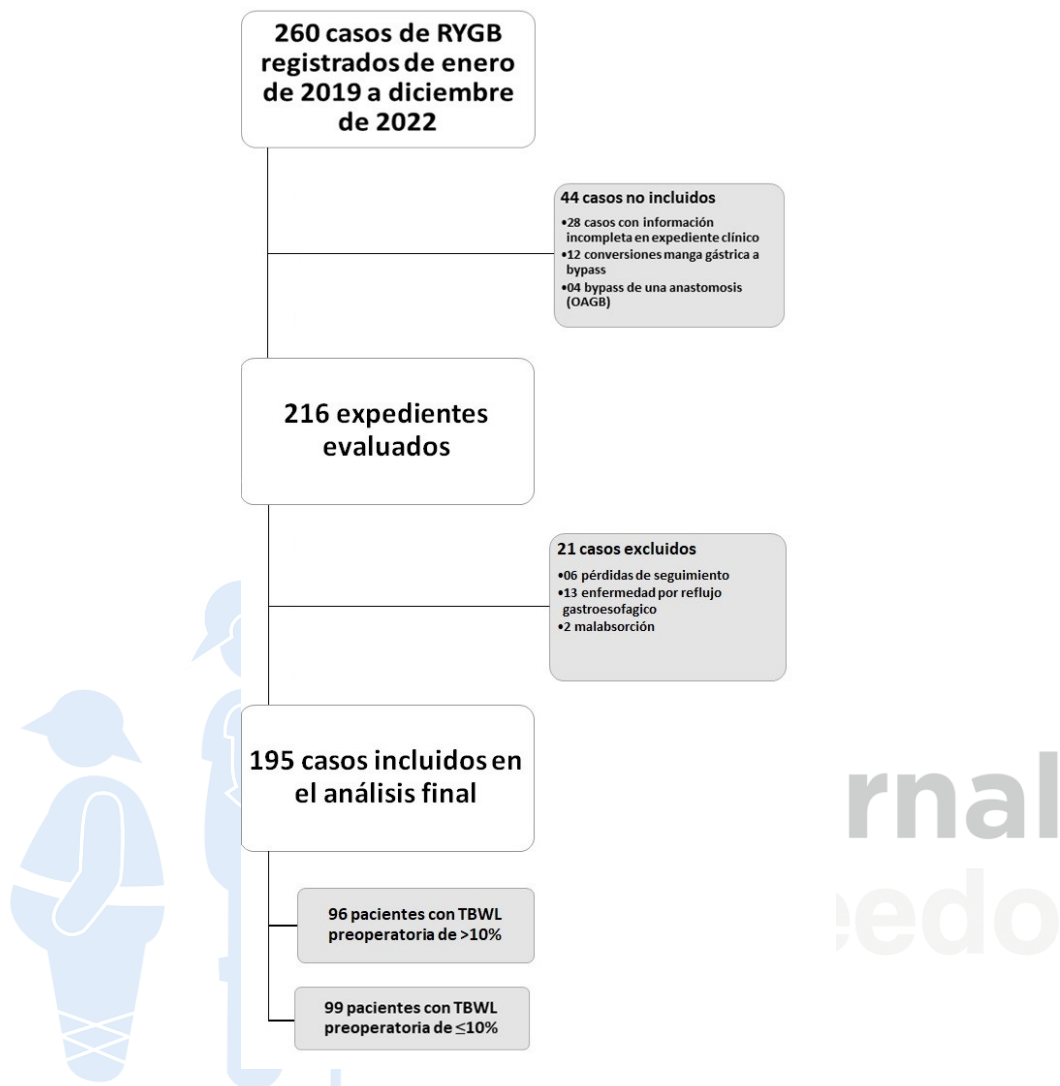 260 casos de RYGB
registrados de enero
de 2019 a diciembre
de 2022
44 casos no incluidos
•28 casos con información
incompleta en expediente clínico
•12 conversiones manga gástrica a
bypass
•04 bypass de una anastomosis
(OAGB)
216 expedientes
evaluados
21 casos excluidos
•06 pérdidas de seguimiento
•13 enfermedad por reflujo
gastroesofagico
•2 malabsorción
195 casos incluidos en
el análisis final
96 pacientes con TBWL
preoperatoria de >10%
99 pacientes con TBWL
preoperatoria de ≤10%
rnal
eedo